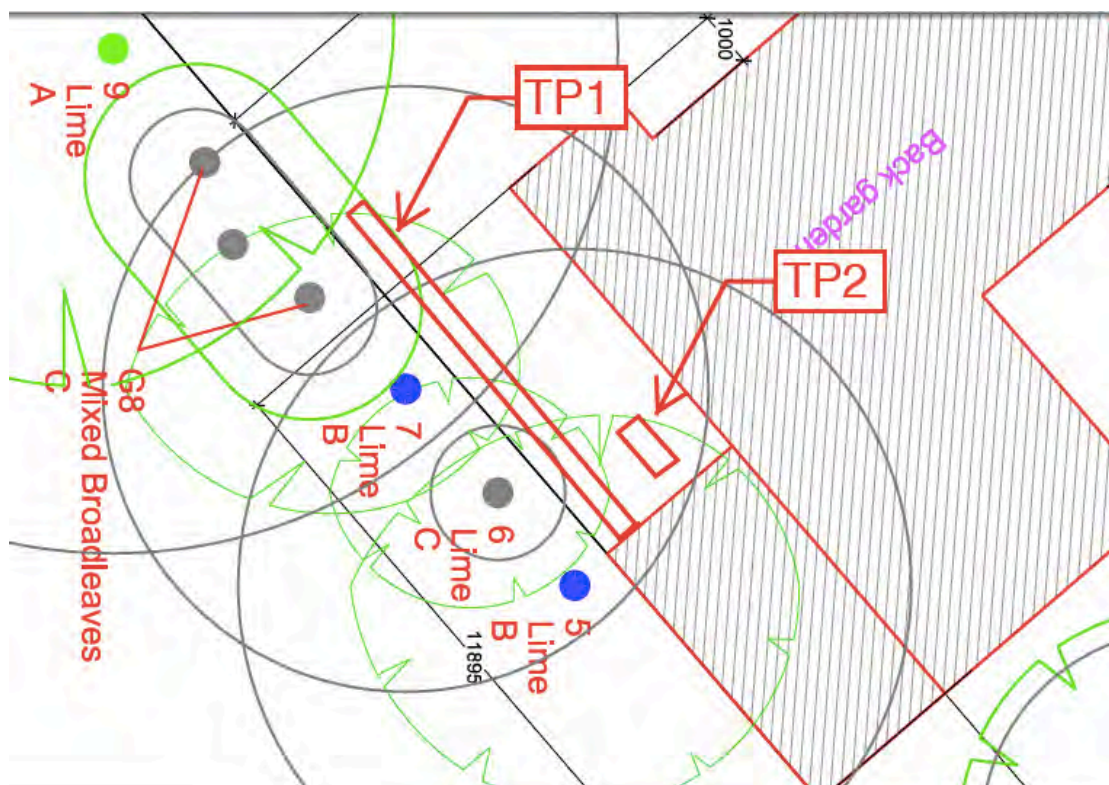 1000
TP1
9
Lime
A
Back garden
TP2
G8
Mixed Broadleaves
C
7
Lime
B
6
Lime
C
5
Lime
B
11895